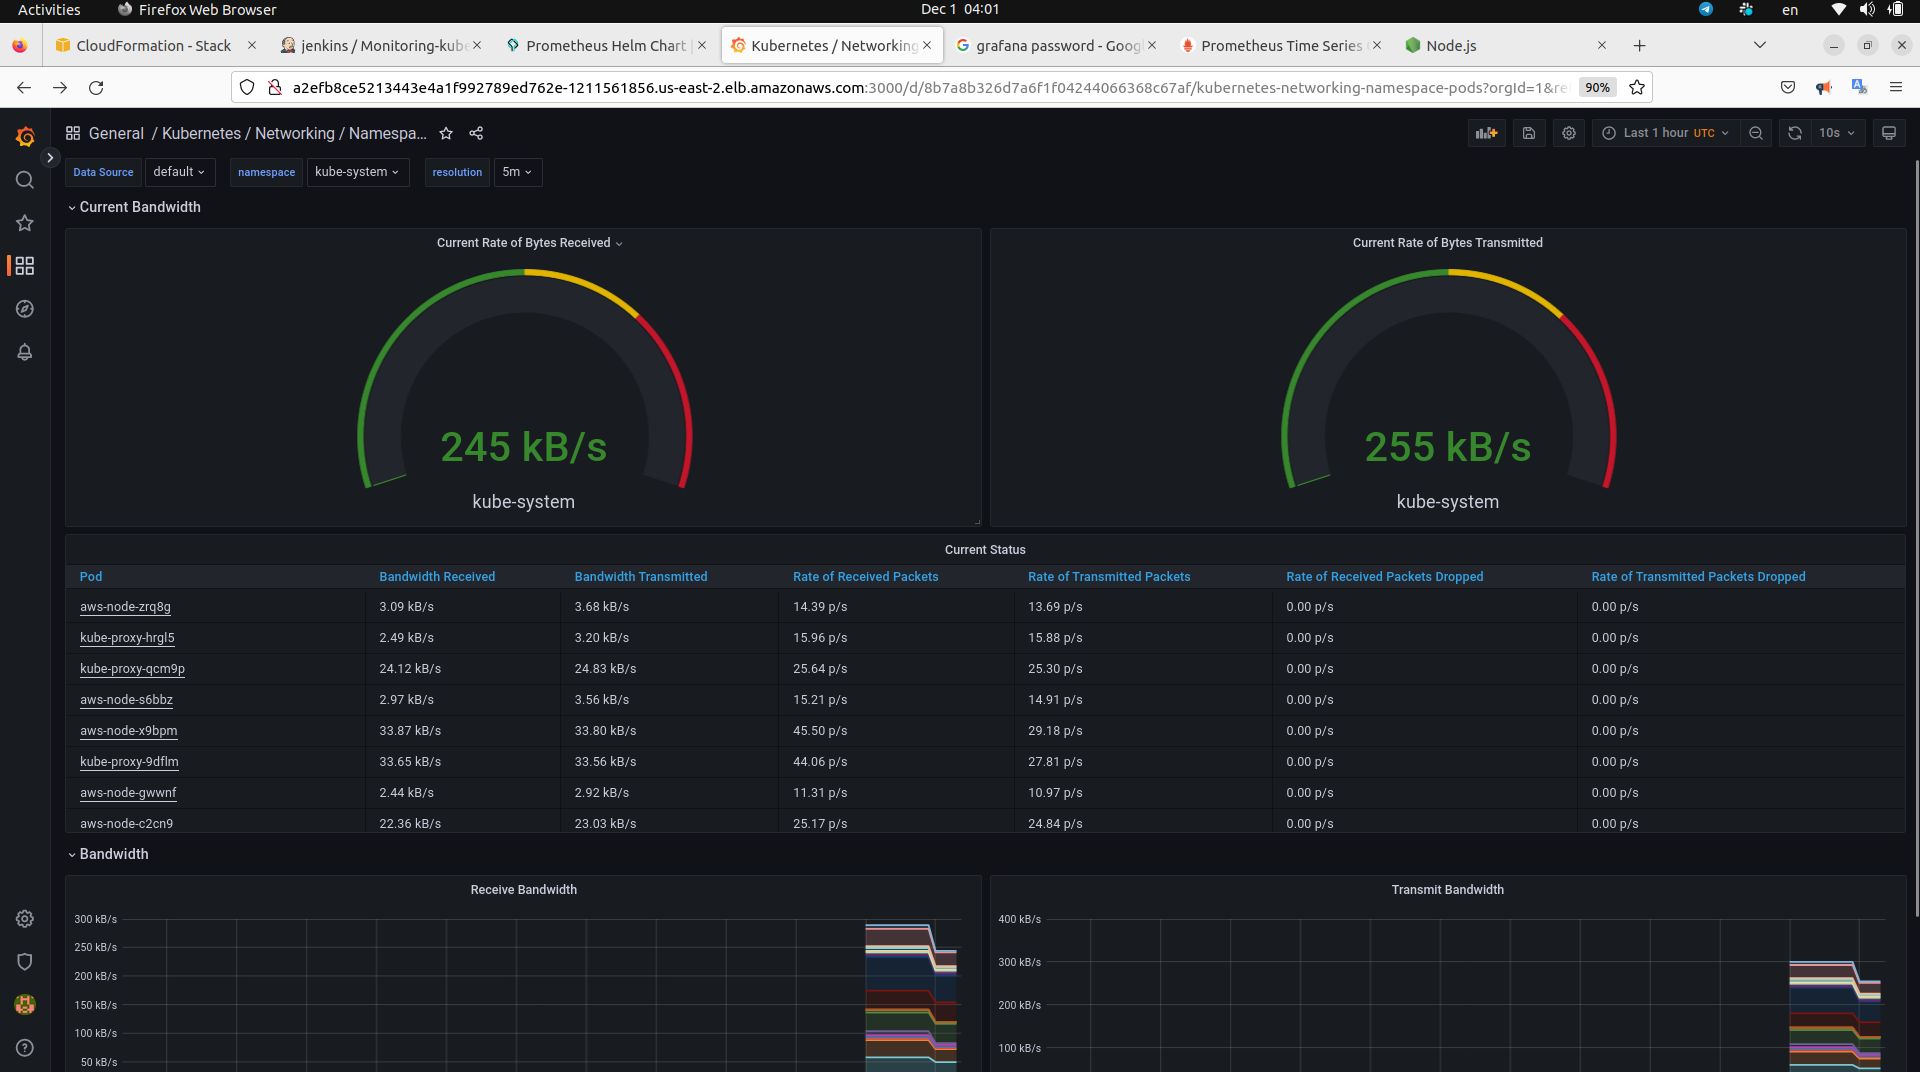 Activities
Firefox Web Browser
Dec 1 04:01
en
CloudFormation - Stack
jenkins / Monitoring-kube
Prometheus Helm Chart
Kubernetes / Networking
grafana password - Googl
Prometheus Time Series
Node.js
a2efb8ce5213443e4a1f992789ed762e-1211561856.us-east-2.elb.amazonaws.com:3000/d/8b7a8b326d7a6f1f04244066368c67af/kubernetes-networking-namespace-pods?orgId=1&re
90%
General / Kubernetes / Networking / Namespa...
Last 1 hour UTC
10s
Data Source default
namespace kube-system
resolution 5m
Current Bandwidth
Current Rate of Bytes Received
245 kB/s
kube-system
Current Rate of Bytes Transmitted
255 kB/s
kube-system
Current Status
Pod Bandwidth Received Bandwidth Transmitted Rate of Received Packets Rate of Transmitted Packets Rate of Received Packets Dropped Rate of Transmitted Packets Dropped
aws-node-zrq8g 3.09 kB/s 3.68 kB/s 14.39 p/s 13.69 p/s 0.00 p/s 0.00 p/s
kube-proxy-hrgl5 2.49 kB/s 3.20 kB/s 15.96 p/s 15.88 p/s 0.00 p/s 0.00 p/s
kube-proxy-qcm9p 24.12 kB/s 24.83 kB/s 25.64 p/s 25.30 p/s 0.00 p/s 0.00 p/s
aws-node-s6bbz 2.97 kB/s 3.56 kB/s 15.21 p/s 14.91 p/s 0.00 p/s 0.00 p/s
aws-node-x9bpm 33.87 kB/s 33.80 kB/s 45.50 p/s 29.18 p/s 0.00 p/s 0.00 p/s
kube-proxy-9dflm 33.65 kB/s 33.56 kB/s 44.06 p/s 27.81 p/s 0.00 p/s 0.00 p/s
aws-node-gwwnf 2.44 kB/s 2.92 kB/s 11.31 p/s 10.97 p/s 0.00 p/s 0.00 p/s
aws-node-c2cn9 22.36 kB/s 23.03 kB/s 25.17 p/s 24.84 p/s 0.00 p/s 0.00 p/s
Bandwidth
Receive Bandwidth
300 kB/s
250 kB/s
200 kB/s
150 kB/s
100 kB/s
50 kB/s
Transmit Bandwidth
400 kB/s
300 kB/s
200 kB/s
100 kB/s